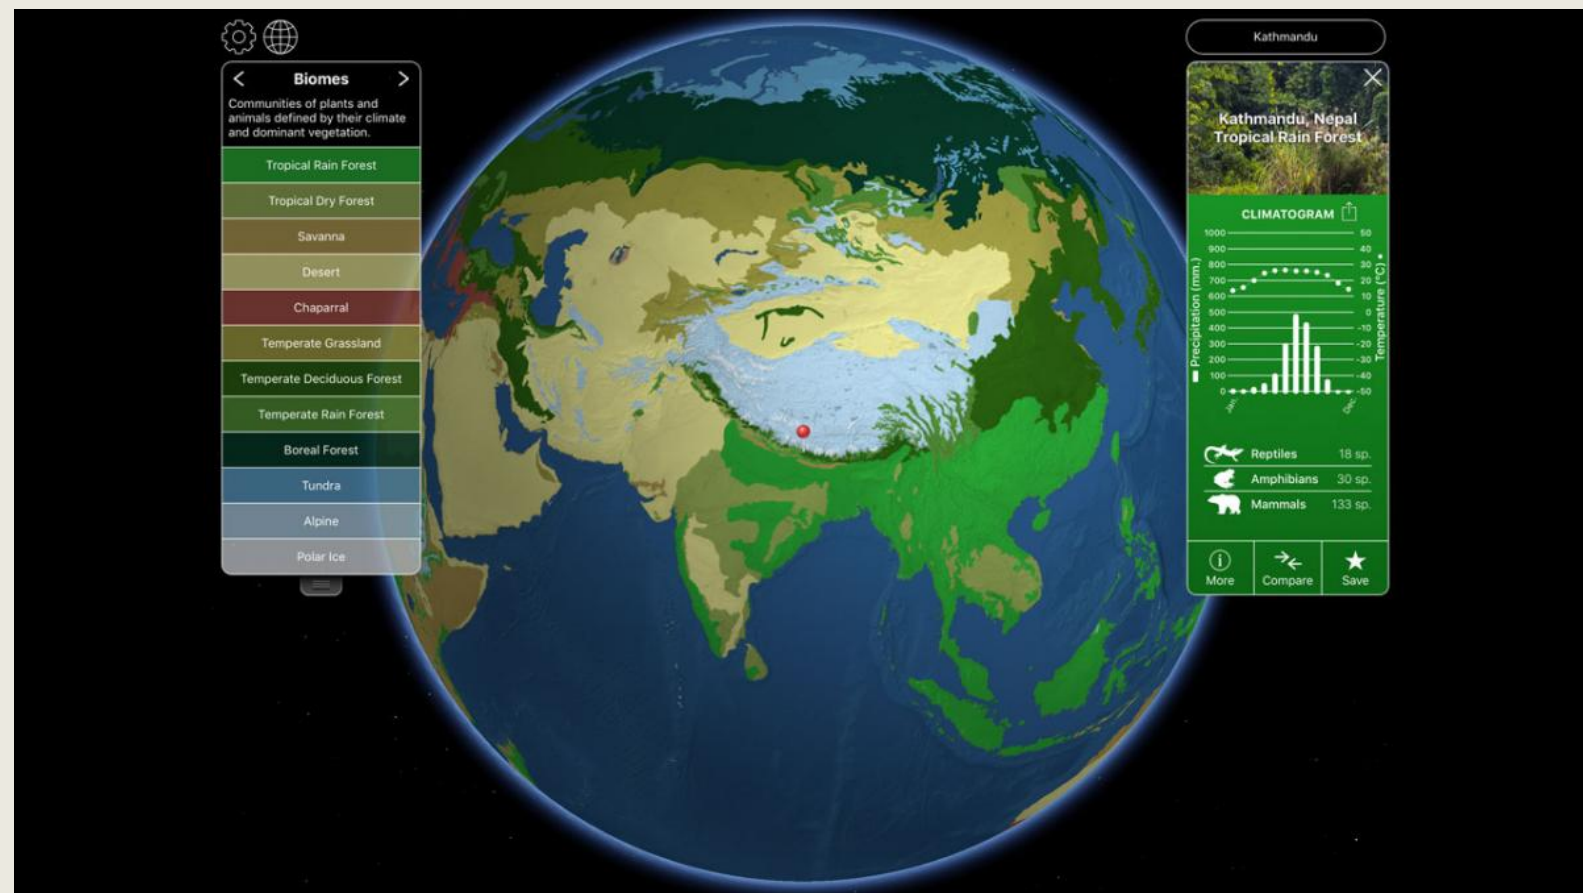 Biomes
Communities of plants and
animals defined by their climate
and dominant vegetation.
Tropical Rain Forest
Tropical Dry Forest
Savanna
Desert
Chaparral
Temperate Grassland
Temperate Deciduous Forest
Temperate Rain Forest
Boreal Forest
Tundra
Alpine
Polar Ice
Kathmandu
Kathmandu, Nepal
Tropical Rain Forest
CLIMATOGRAM
Precipitation (mm.)
1000
900
800
700
600
500
400
300
200
100
0
50
40
30
20
10
0
-10
-20
-30
-40
-50
Temperature (°C)
Jan.
Dec.
Reptiles 18 sp.
Amphibians 30 sp.
Mammals 133 sp.
More
Compare
Save